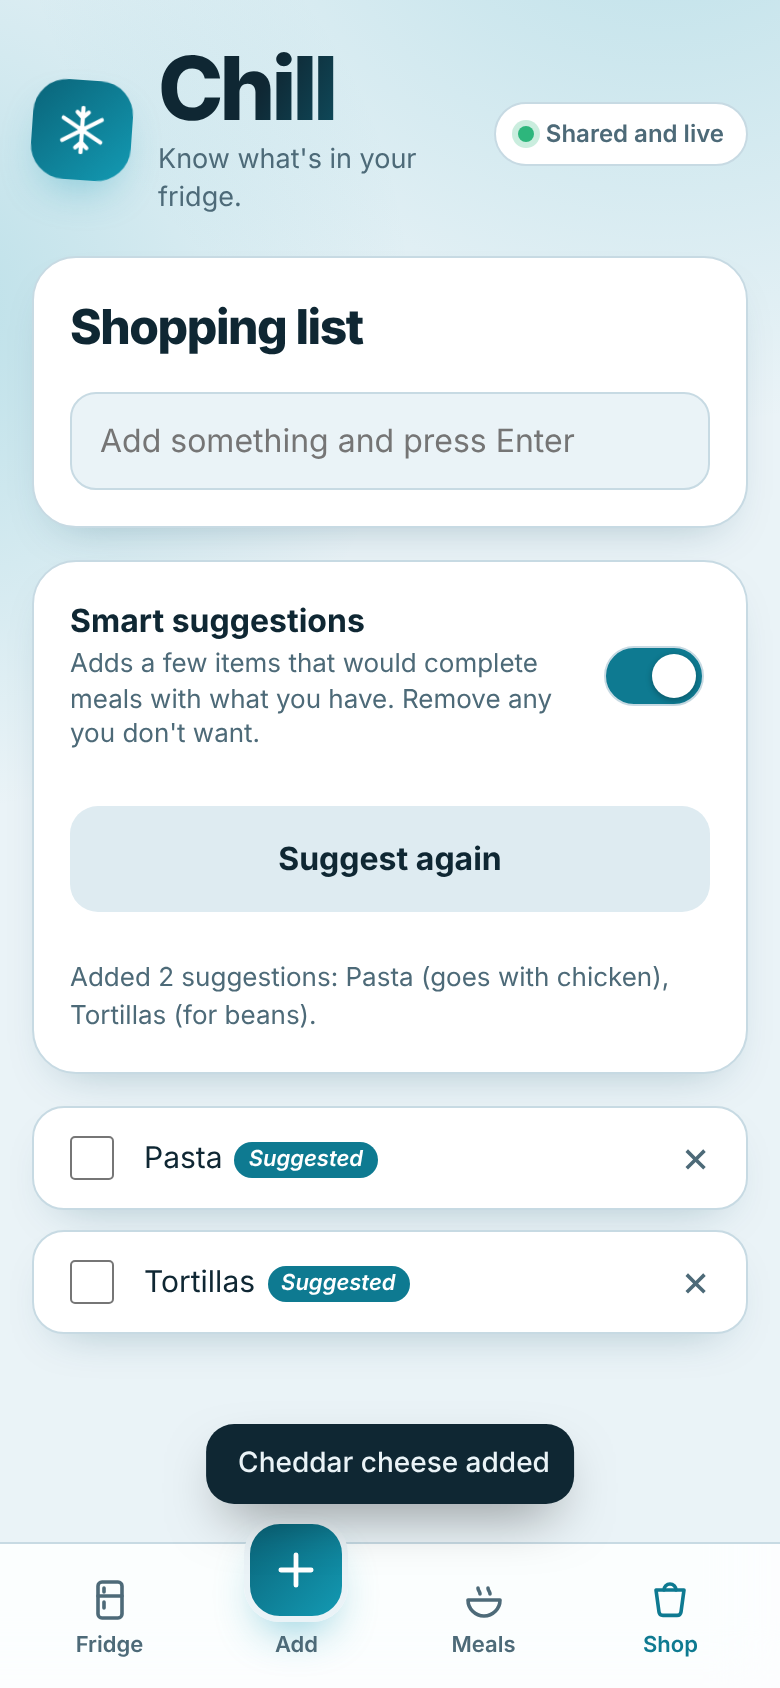 Chill
Know what's in your
fridge.
Shared and live
Shopping list
Add something and press Enter
Smart suggestions
Adds a few items that would complete
meals with what you have. Remove any
you don't want.
Suggest again
Added 2 suggestions: Pasta (goes with chicken),
Tortillas (for beans).
Pasta Suggested
Tortillas Suggested
Cheddar cheese added
Fridge
Add
Meals
Shop